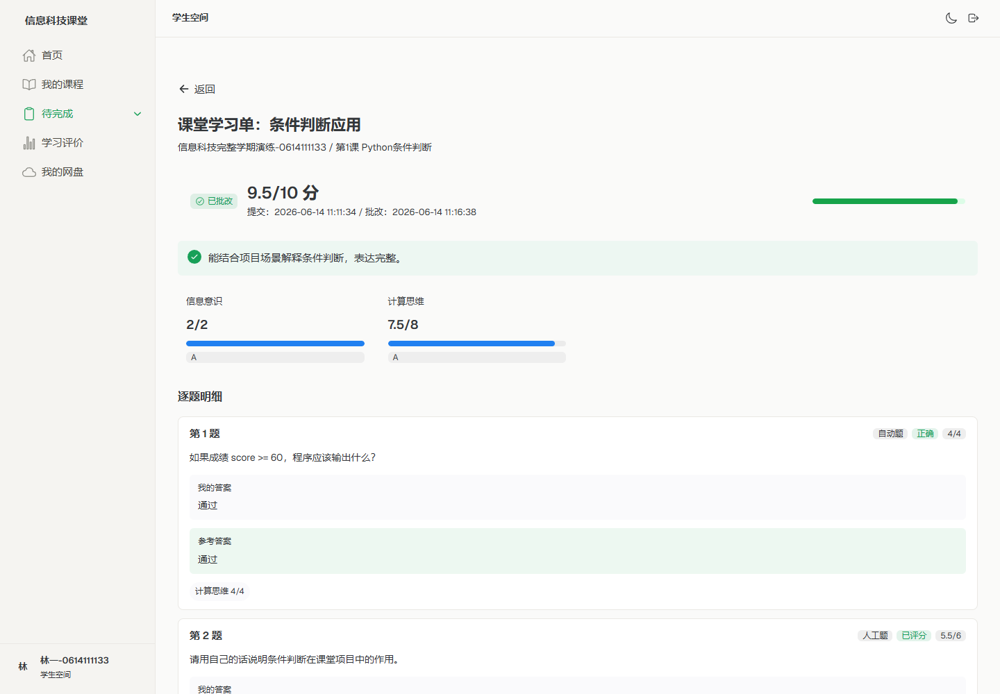 信息科技课堂
首页
我的课程
待完成
学习评价
我的网盘
林
林一-0614111133
学生空间
学生空间
返回
课堂学习单：条件判断应用
信息科技完整学期演练-0614111133 / 第1课 Python条件判断
已批改
9.5/10 分
提交：2026-06-14 11:11:34 / 批改：2026-06-14 11:16:38
能结合项目场景解释条件判断，表达完整。
信息意识
2/2
A
计算思维
7.5/8
A
逐题明细
第 1 题
自动题 正确 4/4
如果成绩 score >= 60，程序应该输出什么？
我的答案
通过
参考答案
通过
计算思维 4/4
第 2 题
人工题 已评分 5.5/6
请用自己的话说明条件判断在课堂项目中的作用。
我的答案